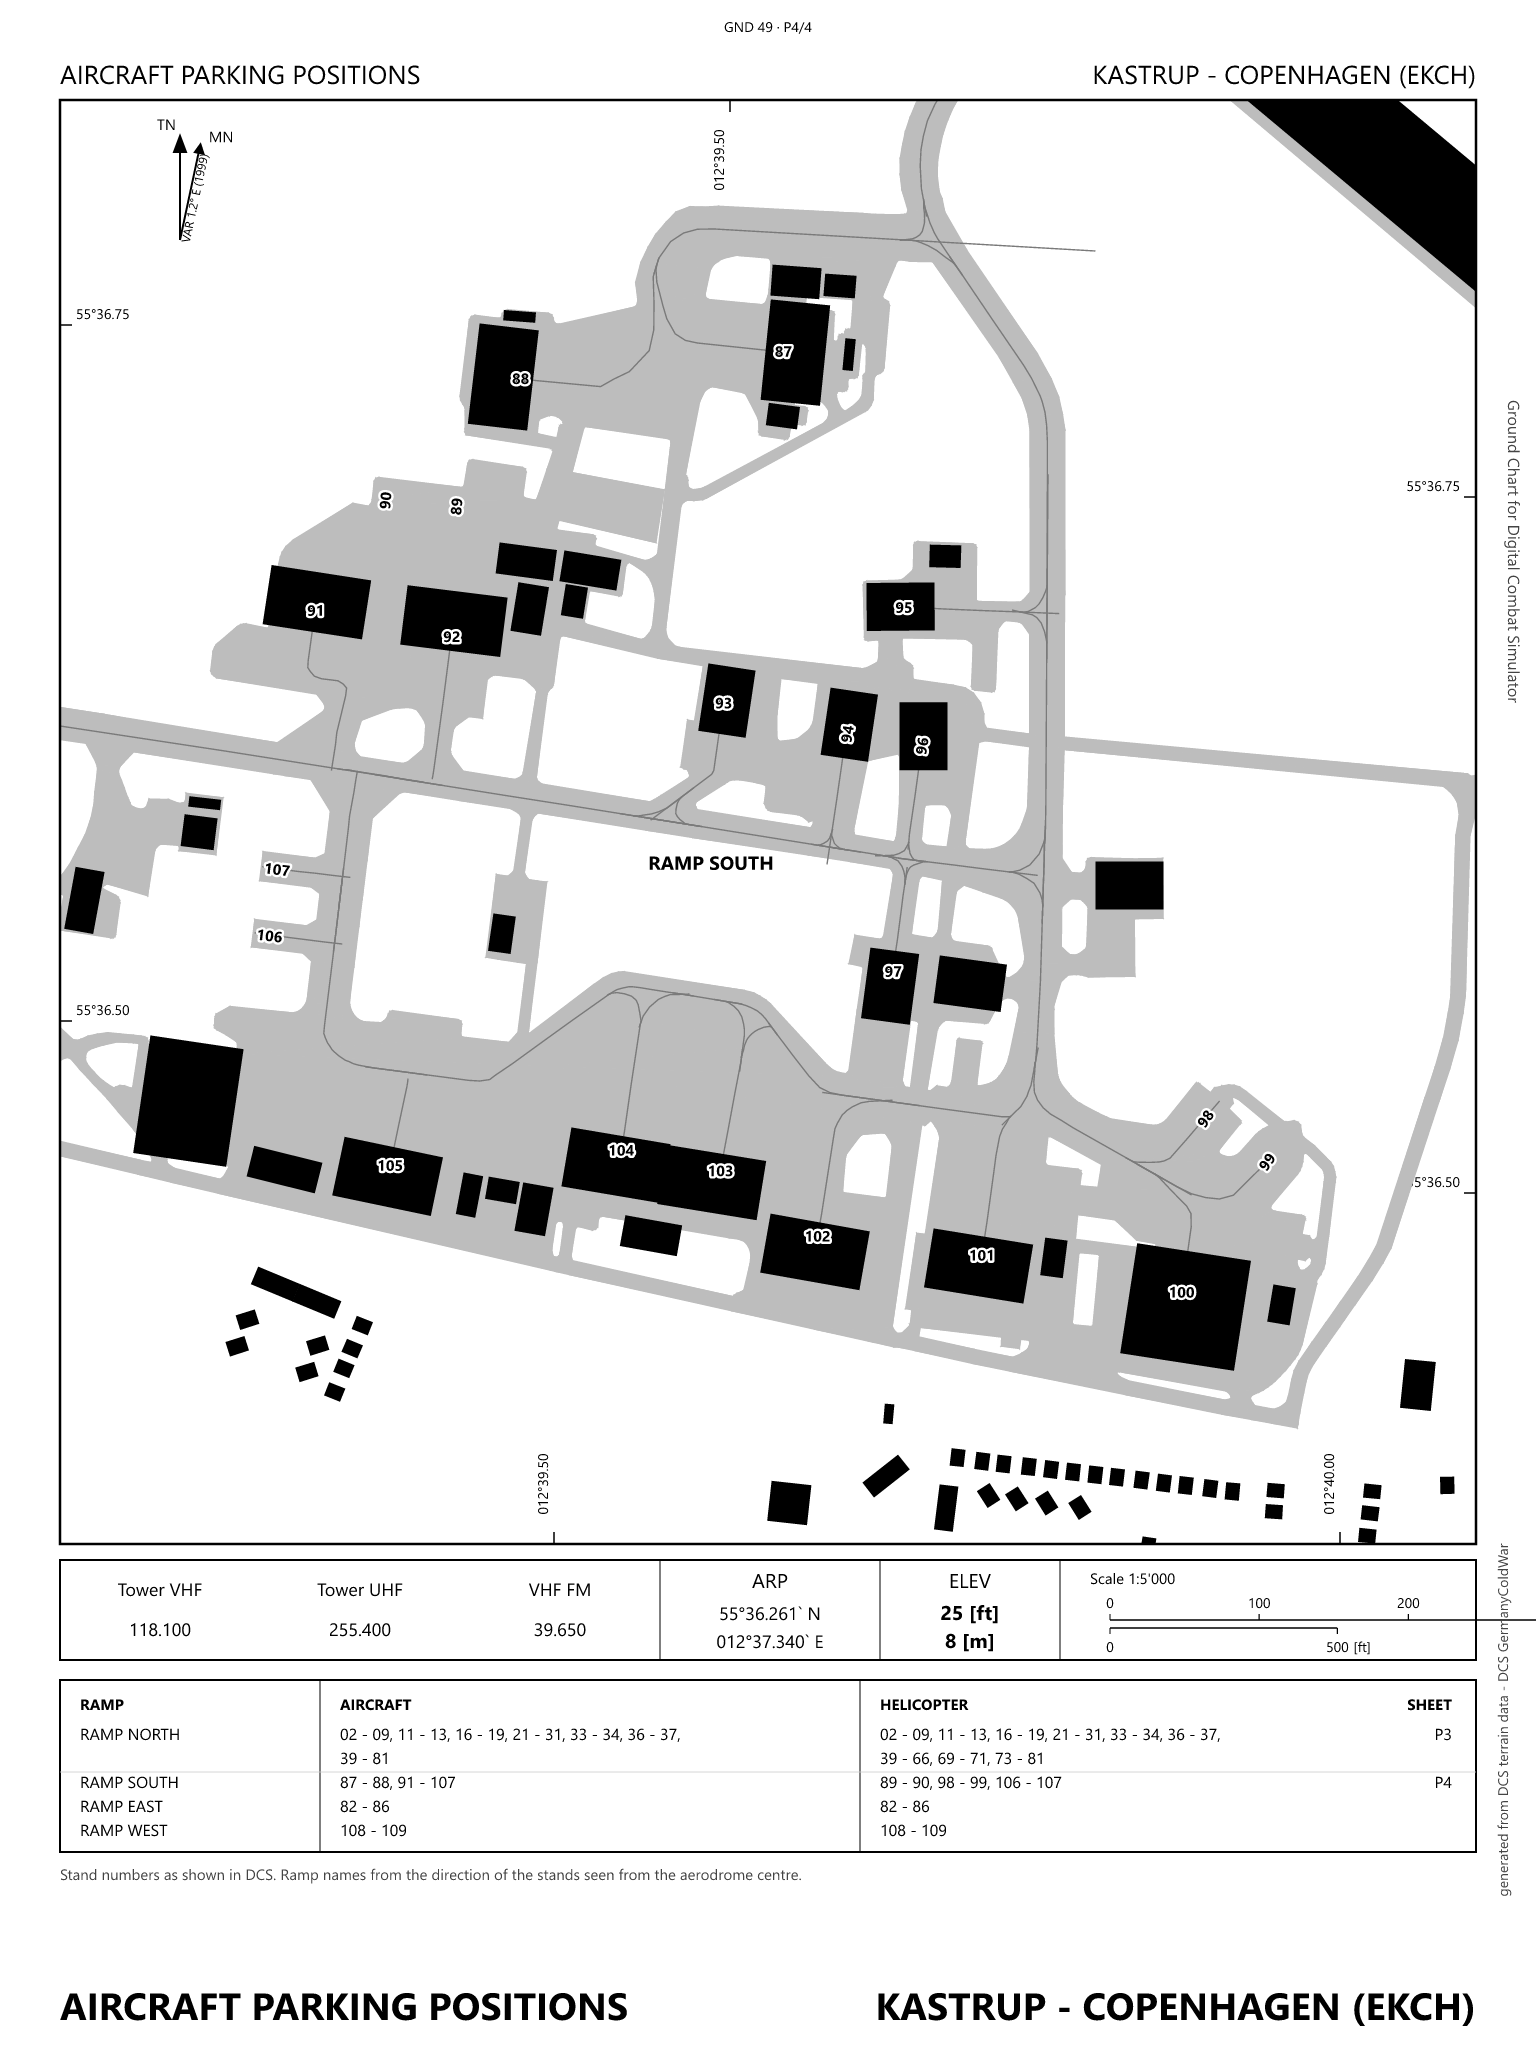 GND 49 · P4/4
AIRCRAFT PARKING POSITIONS
KASTRUP - COPENHAGEN (EKCH)
TN
MN
VAR 1.2° E (1999)
012°39.50
55°36.75
87
88
55°36.75
90
89
91
92
95
93
94
96
RAMP SOUTH
107
106
97
55°36.50
98
99
55°36.50
104
103
105
102
101
100
012°39.50
012°40.00
Ground Chart for Digital Combat Simulator
generated from DCS terrain data - DCS GermanyColdWar
Tower VHF
118.100
Tower UHF
255.400
VHF FM
39.650
ARP
55°36.261` N
012°37.340` E
ELEV
25 [ft]
8 [m]
Scale 1:5'000
0 100 200
0 500 [ft]
RAMP AIRCRAFT HELICOPTER SHEET
RAMP NORTH 02 - 09, 11 - 13, 16 - 19, 21 - 31, 33 - 34, 36 - 37, 02 - 09, 11 - 13, 16 - 19, 21 - 31, 33 - 34, 36 - 37, P3
39 - 81 39 - 66, 69 - 71, 73 - 81
RAMP SOUTH 87 - 88, 91 - 107 89 - 90, 98 - 99, 106 - 107 P4
RAMP EAST 82 - 86 82 - 86
RAMP WEST 108 - 109 108 - 109
Stand numbers as shown in DCS. Ramp names from the direction of the stands seen from the aerodrome centre.
AIRCRAFT PARKING POSITIONS
KASTRUP - COPENHAGEN (EKCH)